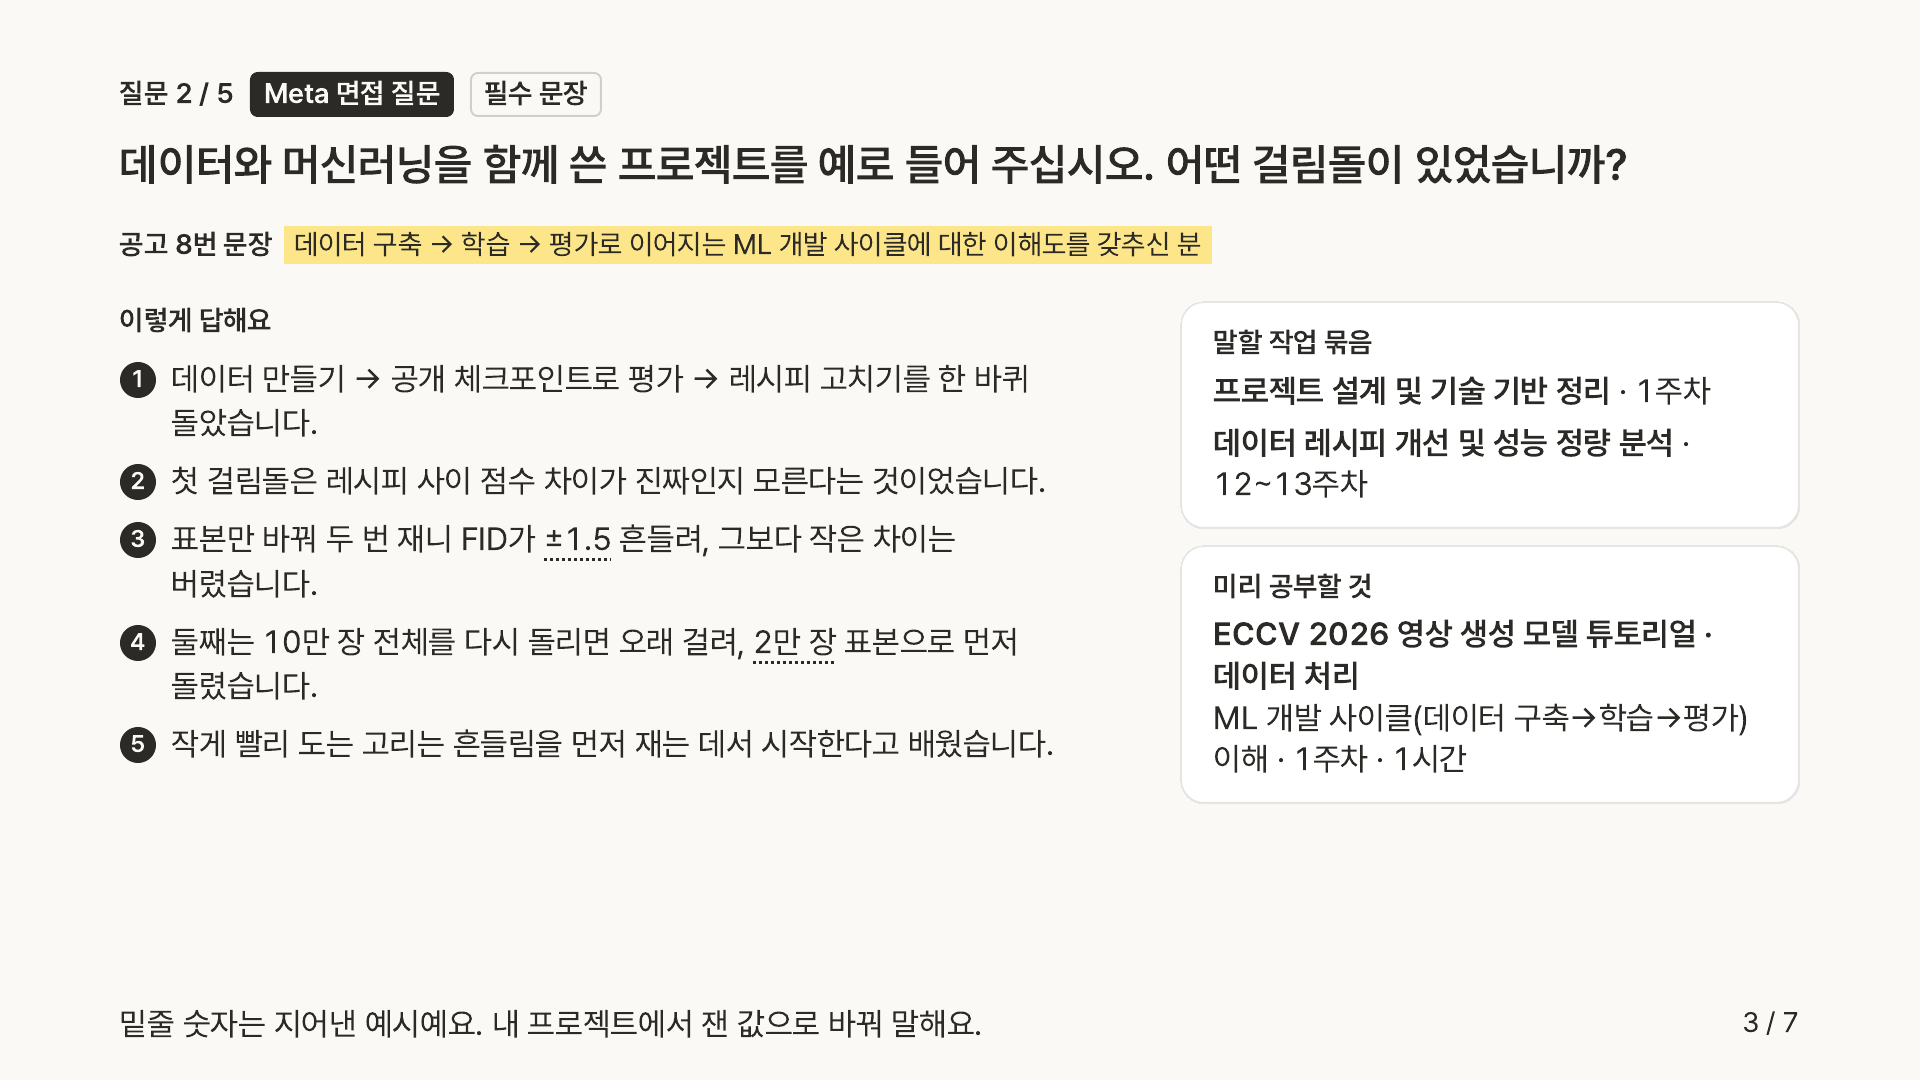 질문 2 / 5 Meta 면접 질문 필수 문장
데이터와 머신러닝을 함께 쓴 프로젝트를 예로 들어 주십시오. 어떤 걸림돌이 있었습니까?
공고 8번 문장 데이터 구축 → 학습 → 평가로 이어지는 ML 개발 사이클에 대한 이해도를 갖추신 분
이렇게 답해요
1 데이터 만들기 → 공개 체크포인트로 평가 → 레시피 고치기를 한 바퀴
돌았습니다.
2 첫 걸림돌은 레시피 사이 점수 차이가 진짜인지 모른다는 것이었습니다.
3 표본만 바꿔 두 번 재니 FID가 ±1.5 흔들려, 그보다 작은 차이는
버렸습니다.
4 둘째는 10만 장 전체를 다시 돌리면 오래 걸려, 2만 장 표본으로 먼저
돌렸습니다.
5 작게 빨리 도는 고리는 흔들림을 먼저 재는 데서 시작한다고 배웠습니다.
말할 작업 묶음
프로젝트 설계 및 기술 기반 정리 · 1주차
데이터 레시피 개선 및 성능 정량 분석 ·
12~13주차
미리 공부할 것
ECCV 2026 영상 생성 모델 튜토리얼 ·
데이터 처리
ML 개발 사이클(데이터 구축→학습→평가)
이해 · 1주차 · 1시간
밑줄 숫자는 지어낸 예시예요. 내 프로젝트에서 잰 값으로 바꿔 말해요.
3 / 7